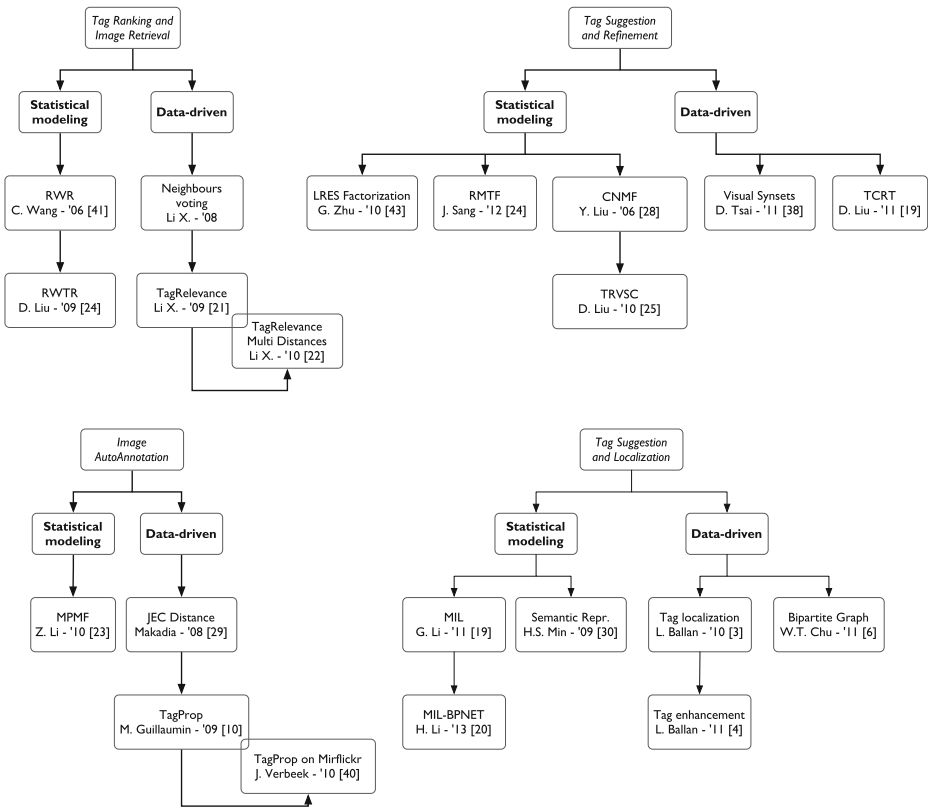 Tag Ranking and
Image Retrieval
Statistical
modeling
Data-driven
RWR
C. Wang - '06 [41]
Neighbours
voting
Li X. - '08
RWTR
D. Liu - '09 [24]
TagRelevance
Li X. - '09 [21]
TagRelevance
Multi Distances
Li X. - '10 [22]
Tag Suggestion
and Refinement
Statistical
modeling
Data-driven
LRES Factorization
G. Zhu - '10 [43]
RMTF
J. Sang - '12 [24]
CNMF
Y. Liu - '06 [28]
Visual Synsets
D. Tsai - '11 [38]
TCRT
D. Liu - '11 [19]
TRVSC
D. Liu - '10 [25]
Image
AutoAnnotation
Statistical
modeling
Data-driven
MPMF
Z. Li - '10 [23]
JEC Distance
Makadia - '08 [29]
TagProp
M. Guillaumin - '09 [10]
TagProp on Mirflickr
J. Verbeek - '10 [40]
Tag Suggestion
and Localization
Statistical
modeling
Data-driven
MIL
G. Li - '11 [19]
Semantic Repr.
H.S. Min - '09 [30]
Tag localization
L. Ballan - '10 [3]
Bipartite Graph
W.T. Chu - '11 [6]
MIL-BPNET
H. Li - '13 [20]
Tag enhancement
L. Ballan - '11 [4]